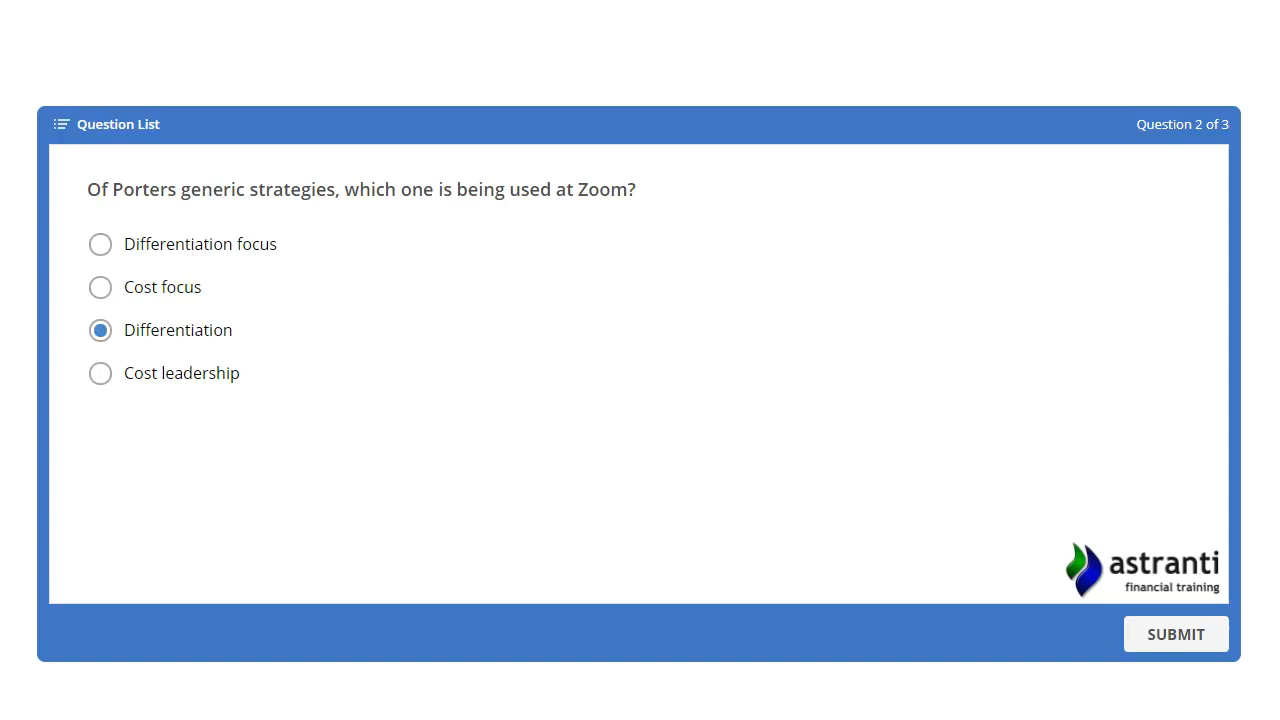 Question List
Question 2 of 3
Of Porters generic strategies, which one is being used at Zoom?
Differentiation focus
Cost focus
Differentiation
Cost leadership
astranti
financial training
SUBMIT